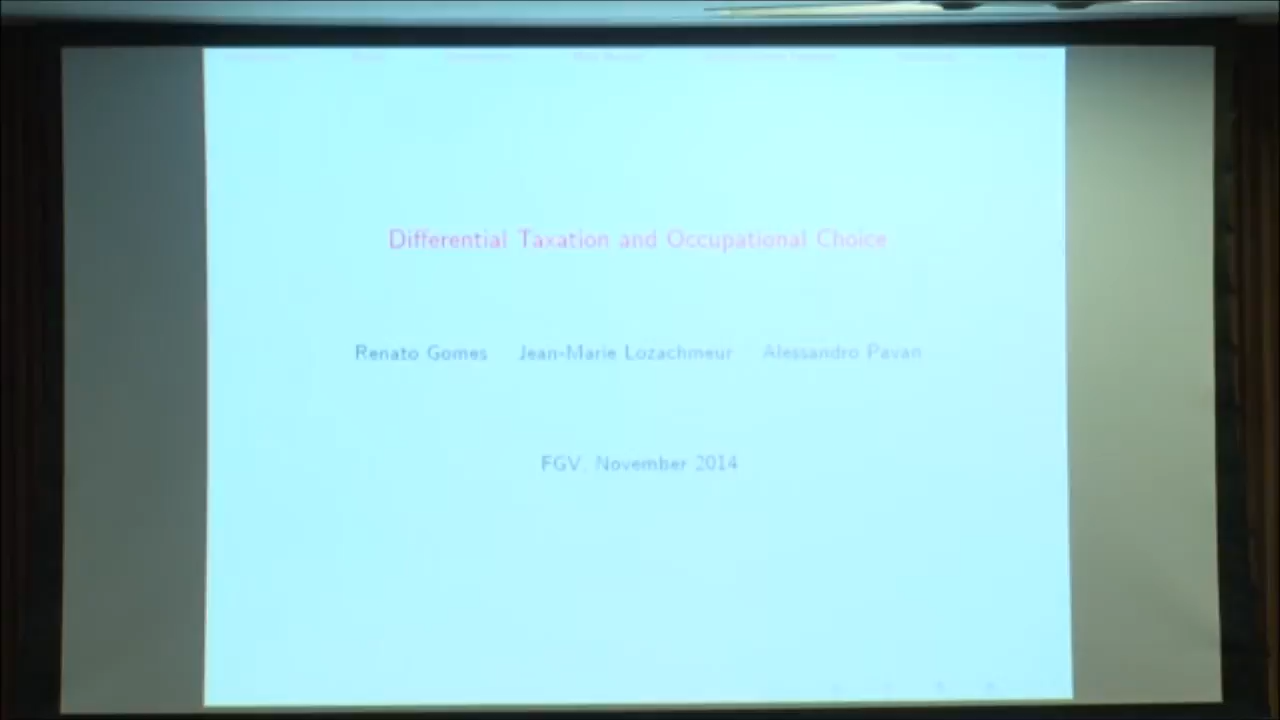 Differential Taxation and Occupational Choice
Renato Gomes Jean-Marie Lozachmeur Alessandro Pavan
FGV, November 2014